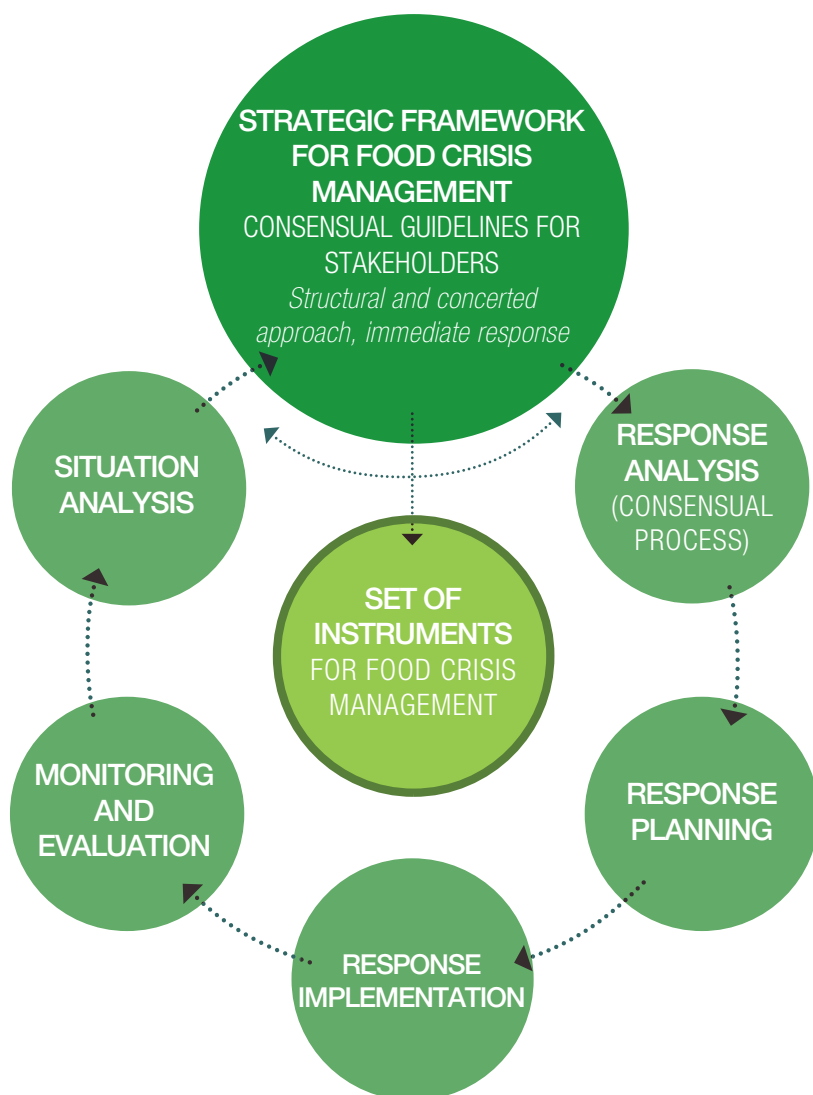 STRATEGIC FRAMEWORK
FOR FOOD CRISIS
MANAGEMENT
CONSENSUAL GUIDELINES FOR
STAKEHOLDERS
Structural and concerted
approach, immediate response
RESPONSE
ANALYSIS
(CONSENSUAL
PROCESS)
RESPONSE
PLANNING
RESPONSE
IMPLEMENTATION
MONITORING
AND
EVALUATION
SITUATION
ANALYSIS
SET OF
INSTRUMENTS
FOR FOOD CRISIS
MANAGEMENT